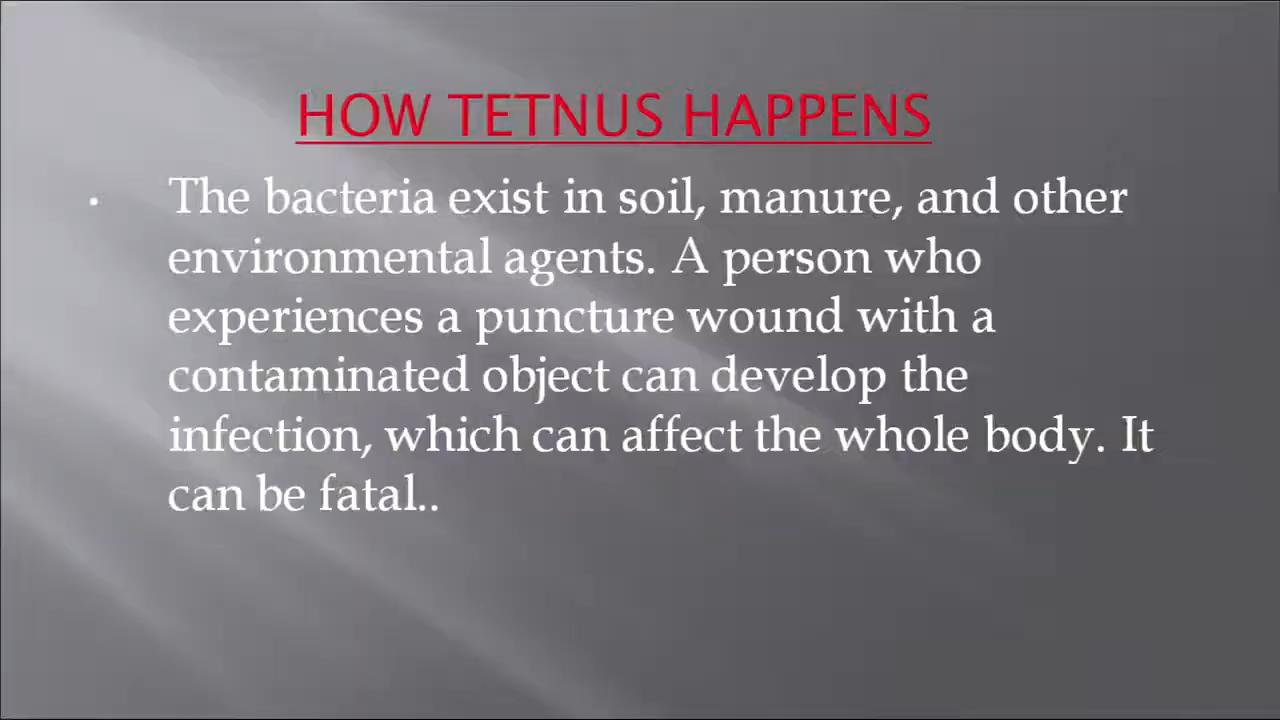 HOW TETNUS HAPPENS
• The bacteria exist in soil, manure, and other
environmental agents. A person who
experiences a puncture wound with a
contaminated object can develop the
infection, which can affect the whole body. It
can be fatal..